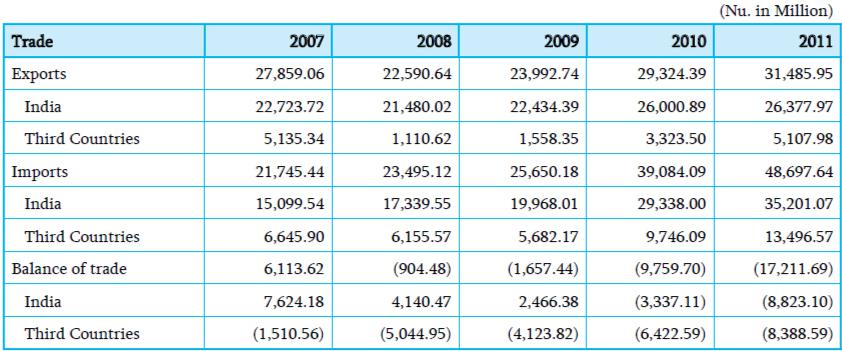 (Nu. in Million)
Trade 2007 2008 2009 2010 2011
Exports 27,859.06 22,590.64 23,992.74 29,324.39 31,485.95
India 22,723.72 21,480.02 22,434.39 26,000.89 26,377.97
Third Countries 5,135.34 1,110.62 1,558.35 3,323.50 5,107.98
Imports 21,745.44 23,495.12 25,650.18 39,084.09 48,697.64
India 15,099.54 17,339.55 19,968.01 29,338.00 35,201.07
Third Countries 6,645.90 6,155.57 5,682.17 9,746.09 13,496.57
Balance of trade 6,113.62 (904.48) (1,657.44) (9,759.70) (17,211.69)
India 7,624.18 4,140.47 2,466.38 (3,337.11) (8,823.10)
Third Countries (1,510.56) (5,044.95) (4,123.82) (6,422.59) (8,388.59)